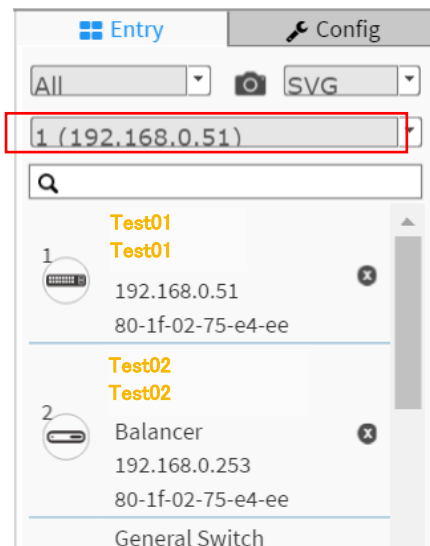 Entry
Config
All
SVG
1 (192.168.0.51)
Test01
1
Test01
192.168.0.51
80-1f-02-75-e4-ee
Test02
2
Test02
Balancer
192.168.0.253
80-1f-02-75-e4-ee
General Switch